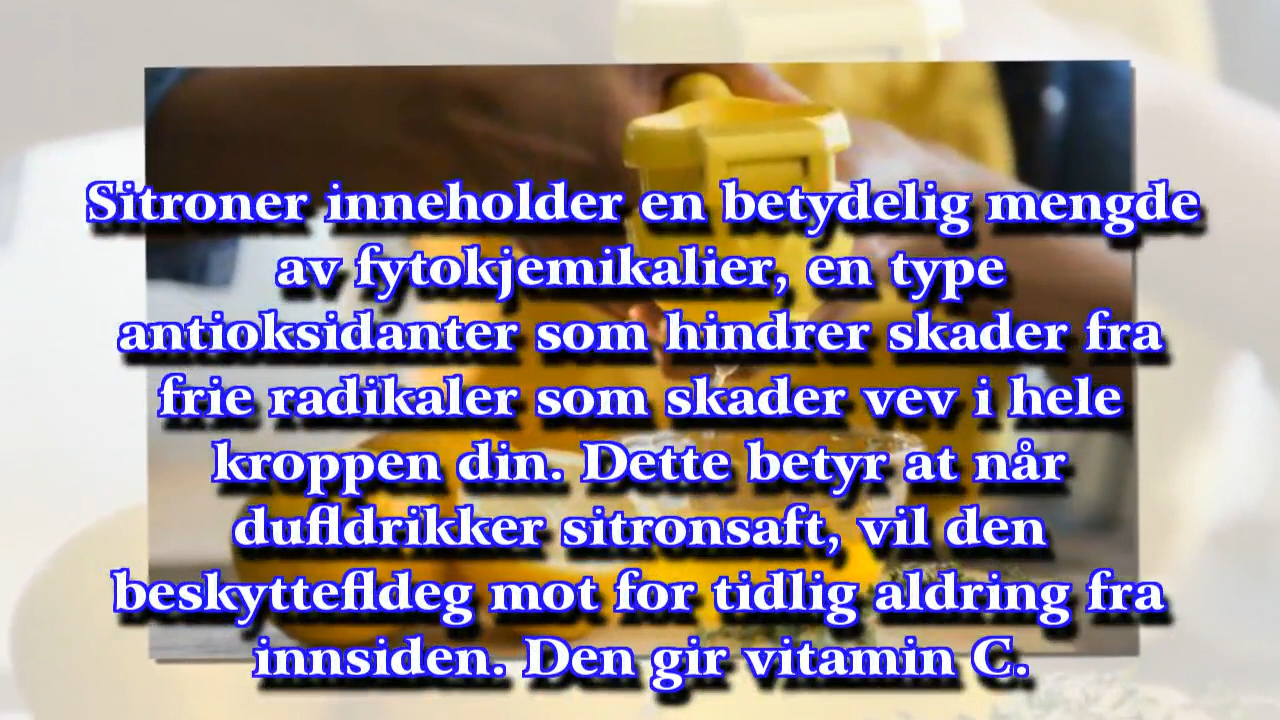 Sitroner inneholder en betydelig mengde
av fytokjemikalier, en type
antioksidanter som hindrer skader fra
frie radikaler som skader vev i hele
kroppen din. Dette betyr at når
dufldrikker sitronsaft, vil den
beskyttefldeg mot for tidlig aldring fra
innsiden. Den gir vitamin C.